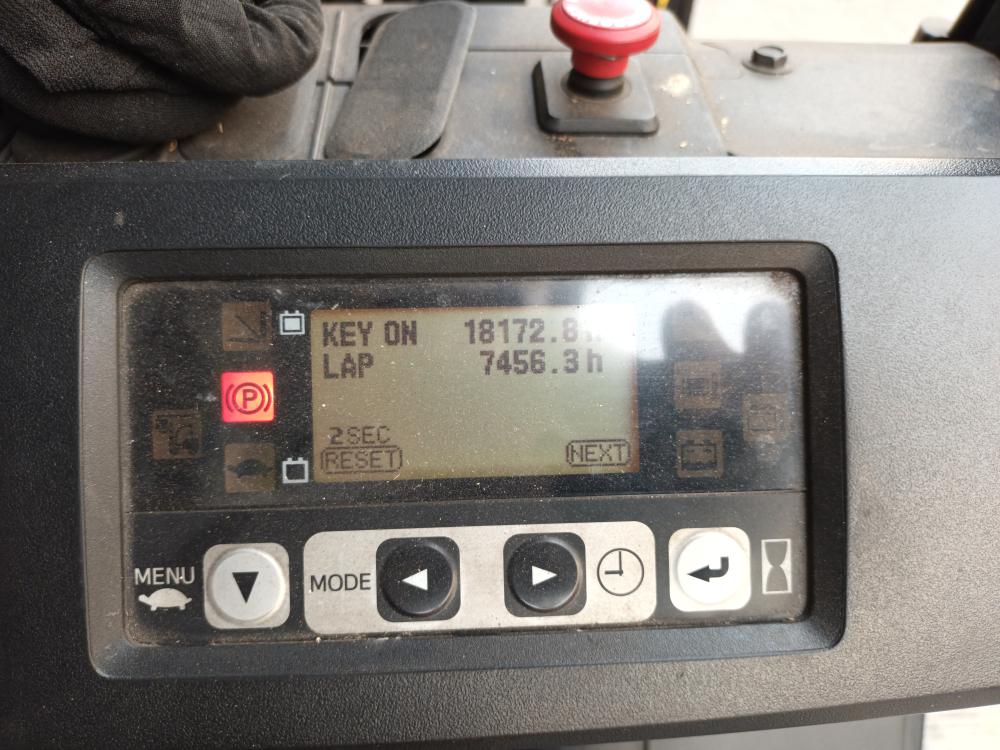 KEY ON 18172.8 h
LAP 7456.3 h
2SEC
RESET NEXT
P
MENU
MODE